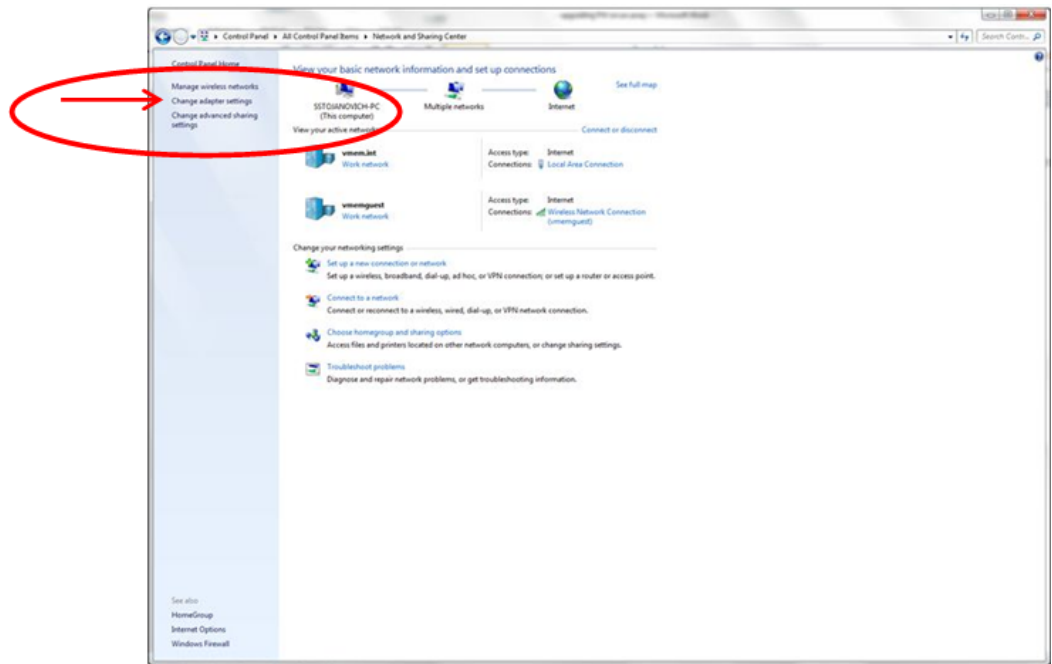 Control Panel ▸ All Control Panel Items ▸ Network and Sharing Center
Search Contr...
Control Panel Home
Manage wireless networks
Change adapter settings
Change advanced sharing
settings
View your basic network information and set up connections
See full map
SSTOJANOVICH-PC
(This computer)
Multiple networks
Internet
View your active networks
Connect or disconnect
vmem.int
Work network
Access type: Internet
Connections: Local Area Connection
vmemguest
Work network
Access type: Internet
Connections: Wireless Network Connection
(vmemguest)
Change your networking settings
Set up a new connection or network
Set up a wireless, broadband, dial-up, ad hoc, or VPN connection; or set up a router or access point.
Connect to a network
Connect or reconnect to a wireless, wired, dial-up, or VPN network connection.
Choose homegroup and sharing options
Access files and printers located on other network computers, or change sharing settings.
Troubleshoot problems
Diagnose and repair network problems, or get troubleshooting information.
See also
HomeGroup
Internet Options
Windows Firewall